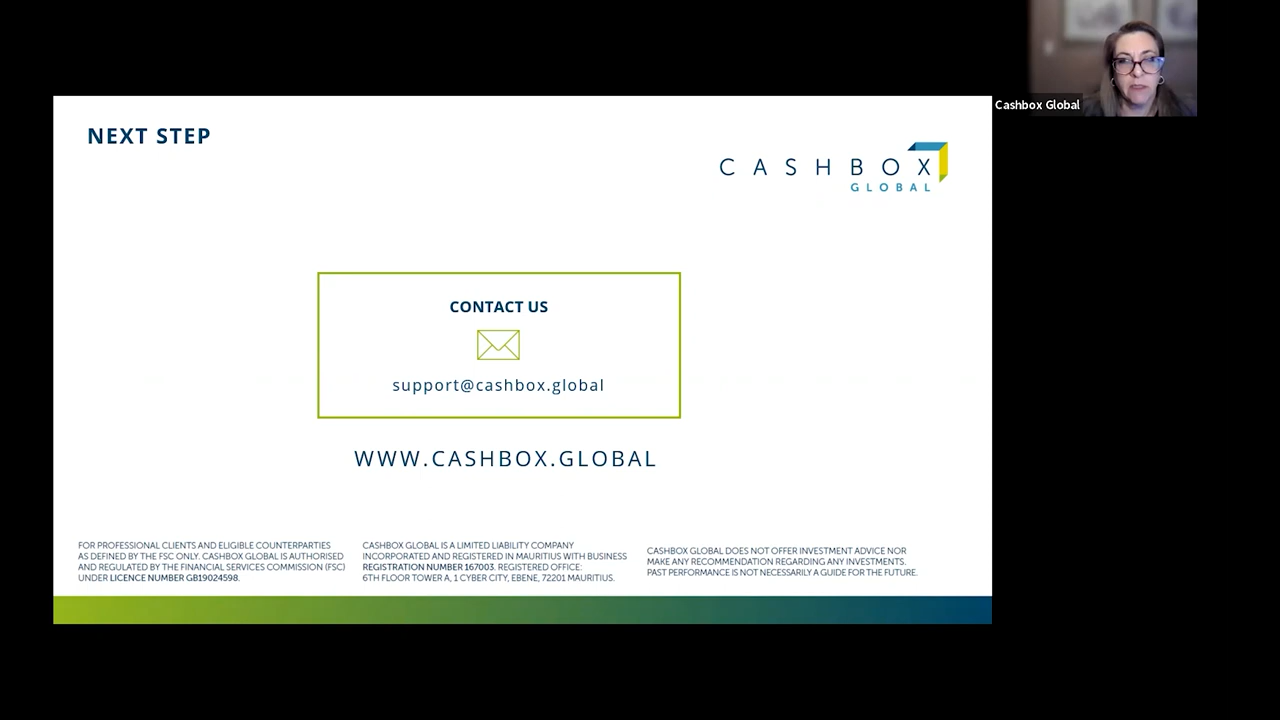 NEXT STEP
CASHBOX
GLOBAL
Cashbox Global
CONTACT US
support@cashbox.global
WWW.CASHBOX.GLOBAL
FOR PROFESSIONAL CLIENTS AND ELIGIBLE COUNTERPARTIES
AS DEFINED BY THE FSC ONLY. CASHBOX GLOBAL IS AUTHORISED
AND REGULATED BY THE FINANCIAL SERVICES COMMISSION (FSC)
UNDER LICENCE NUMBER GB19024598.
CASHBOX GLOBAL IS A LIMITED LIABILITY COMPANY
INCORPORATED AND REGISTERED IN MAURITIUS WITH BUSINESS
REGISTRATION NUMBER 167003. REGISTERED OFFICE:
6TH FLOOR TOWER A, 1 CYBER CITY, EBENE, 72201 MAURITIUS.
CASHBOX GLOBAL DOES NOT OFFER INVESTMENT ADVICE NOR
MAKE ANY RECOMMENDATION REGARDING ANY INVESTMENTS.
PAST PERFORMANCE IS NOT NECESSARILY A GUIDE FOR THE FUTURE.